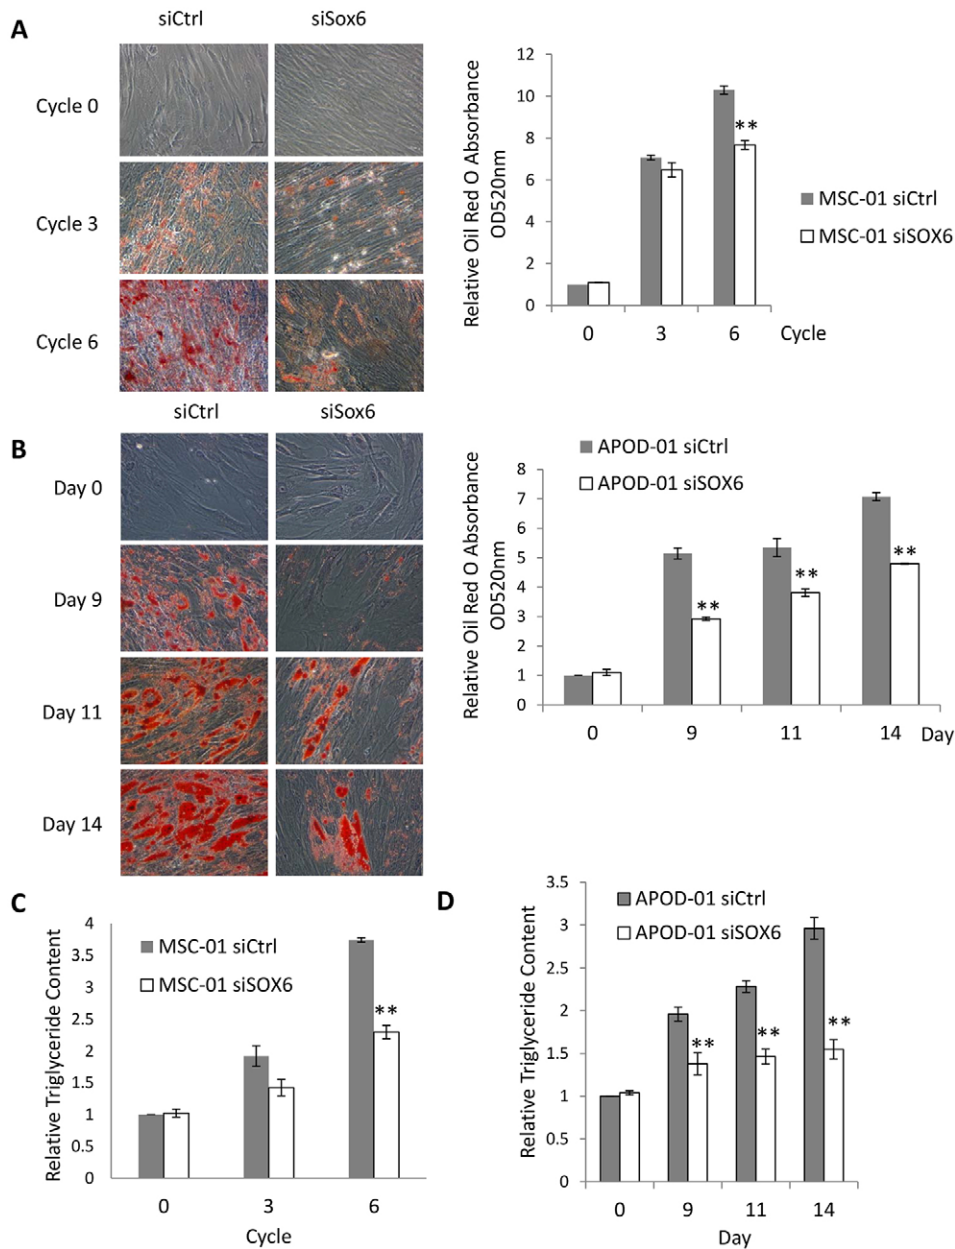 A
siCtrl siSox6
Cycle 0
Cycle 3
Cycle 6
Relative Oil Red O Absorbance
OD520nm
12
10
8
6
4
2
0
**
0 3 6 Cycle
MSC-01 siCtrl
MSC-01 siSOX6
B
siCtrl siSox6
Day 0
Day 9
Day 11
Day 14
Relative Oil Red O Absorbance
OD520nm
APOD-01 siCtrl
APOD-01 siSOX6
8
7
6
5
4
3
2
1
0
** ** **
0 9 11 14 Day
C
Relative Triglyceride Content
4
3.5
3
2.5
2
1.5
1
0.5
0
MSC-01 siCtrl
MSC-01 siSOX6
**
0 3 6
Cycle
D
Relative Triglyceride Content
3.5
3
2.5
2
1.5
1
0.5
0
APOD-01 siCtrl
APOD-01 siSOX6
** ** **
0 9 11 14
Day